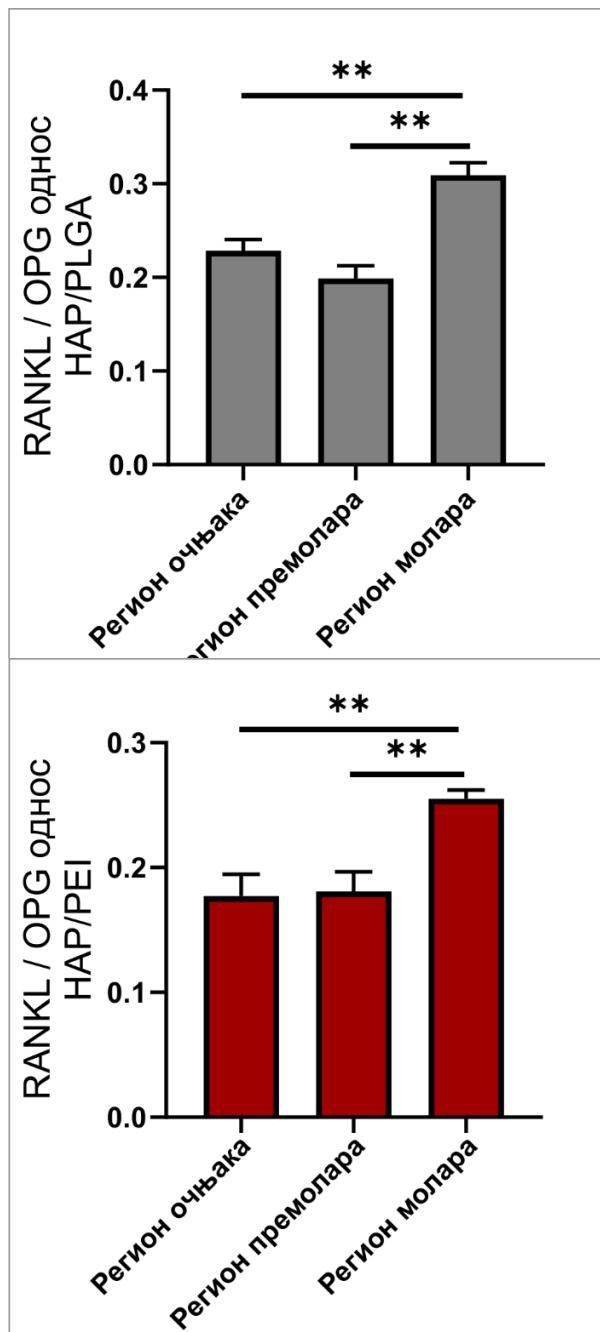 **
**
0.4
0.3
0.2
0.1
0.0
RANKL / OPG однос
HAP/PLGA
Регион очњака
егион премолара
Регион молара
**
**
0.3
0.2
0.1
0.0
RANKL / OPG однос
HAP/PEI
Регион очњака
Регион премолара
Регион молара